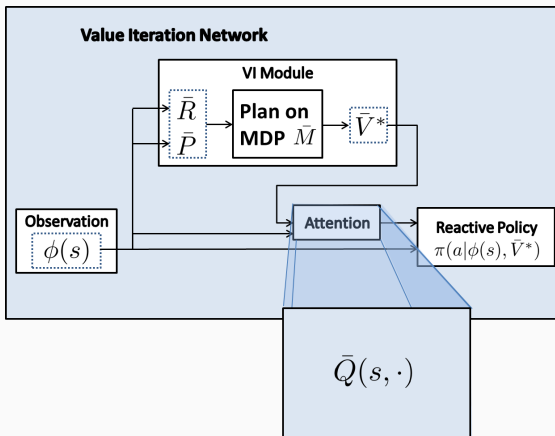 Value Iteration Network
VI Module
R̄
P̄
Plan on
MDP M̄
V̄*
Observation
ϕ(s)
Attention
Reactive Policy
π(a|ϕ(s), V̄*)
Q̄(s, ·)